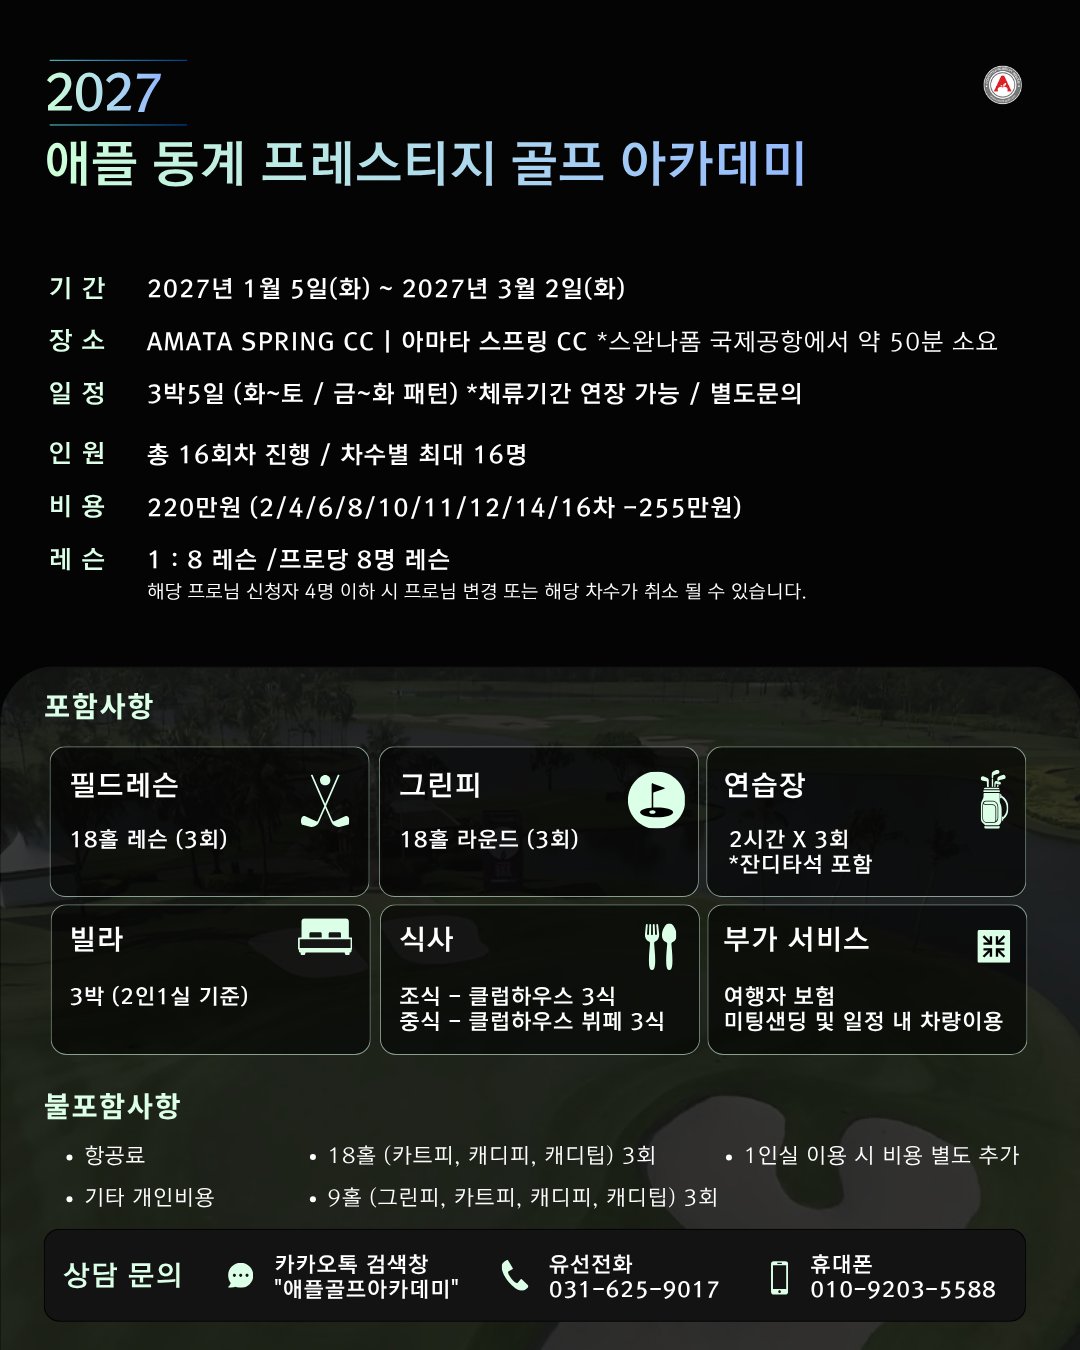 2027
애플 동계 프레스티지 골프 아카데미
기 간 2027년 1월 5일(화) ~ 2027년 3월 2일(화)
장 소 AMATA SPRING CC | 아마타 스프링 CC *스완나폼 국제공항에서 약 50분 소요
일 정 3박5일 (화~토 / 금~화 패턴) *체류기간 연장 가능 / 별도문의
인 원 총 16회차 진행 / 차수별 최대 16명
비 용 220만원 (2/4/6/8/10/11/12/14/16차 -255만원)
레 슨 1 : 8 레슨 /프로당 8명 레슨
해당 프로님 신청자 4명 이하 시 프로님 변경 또는 해당 차수가 취소 될 수 있습니다.
포함사항
필드레슨
18홀 레슨 (3회)
그린피
18홀 라운드 (3회)
연습장
2시간 X 3회
*잔디타석 포함
빌라
3박 (2인1실 기준)
식사
조식 - 클럽하우스 3식
중식 - 클럽하우스 뷔페 3식
부가 서비스
여행자 보험
미팅샌딩 및 일정 내 차량이용
불포함사항
• 항공료
• 18홀 (카트피, 캐디피, 캐디팁) 3회
• 1인실 이용 시 비용 별도 추가
• 기타 개인비용
• 9홀 (그린피, 카트피, 캐디피, 캐디팁) 3회
상담 문의
카카오톡 검색창
"애플골프아카데미"
유선전화
031-625-9017
휴대폰
010-9203-5588